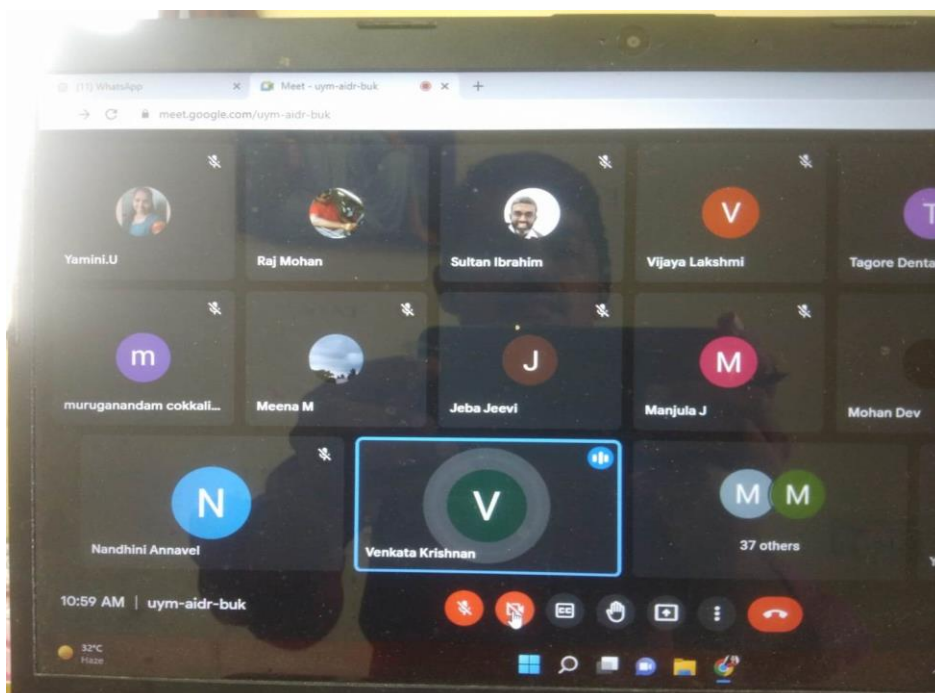 (11) WhatsApp
Meet - uym-aidr-buk
meet.google.com/uym-aidr-buk
Yamini.U
Raj Mohan
Sultan Ibrahim
V
Vijaya Lakshmi
T
Tagore Denta
m
muruganandam cokkali...
Meena M
J
Jeba Jeevi
M
Manjula J
Mohan Dev
N
Nandhini Annavel
V
Venkata Krishnan
M M
37 others
Y
10:59 AM | uym-aidr-buk
CC
32°C
Haze